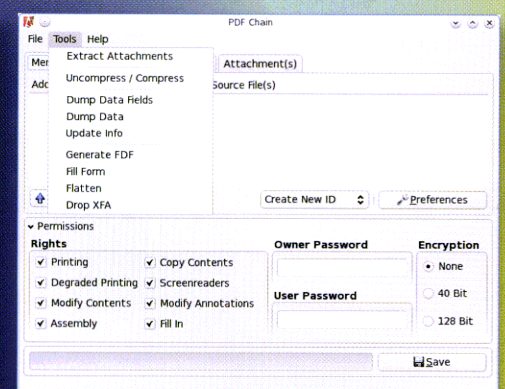 PDF Chain
File Tools Help
Extract Attachments
Uncompress / Compress
Dump Data Fields
Dump Data
Update Info
Generate FDF
Fill Form
Flatten
Drop XFA
Attachment(s)
Source File(s)
Create New ID
Preferences
Permissions
Rights
Owner Password
Encryption
Printing
Copy Contents
None
Degraded Printing
Screenreaders
40 Bit
Modify Contents
Modify Annotations
User Password
Assembly
Fill In
128 Bit
Save